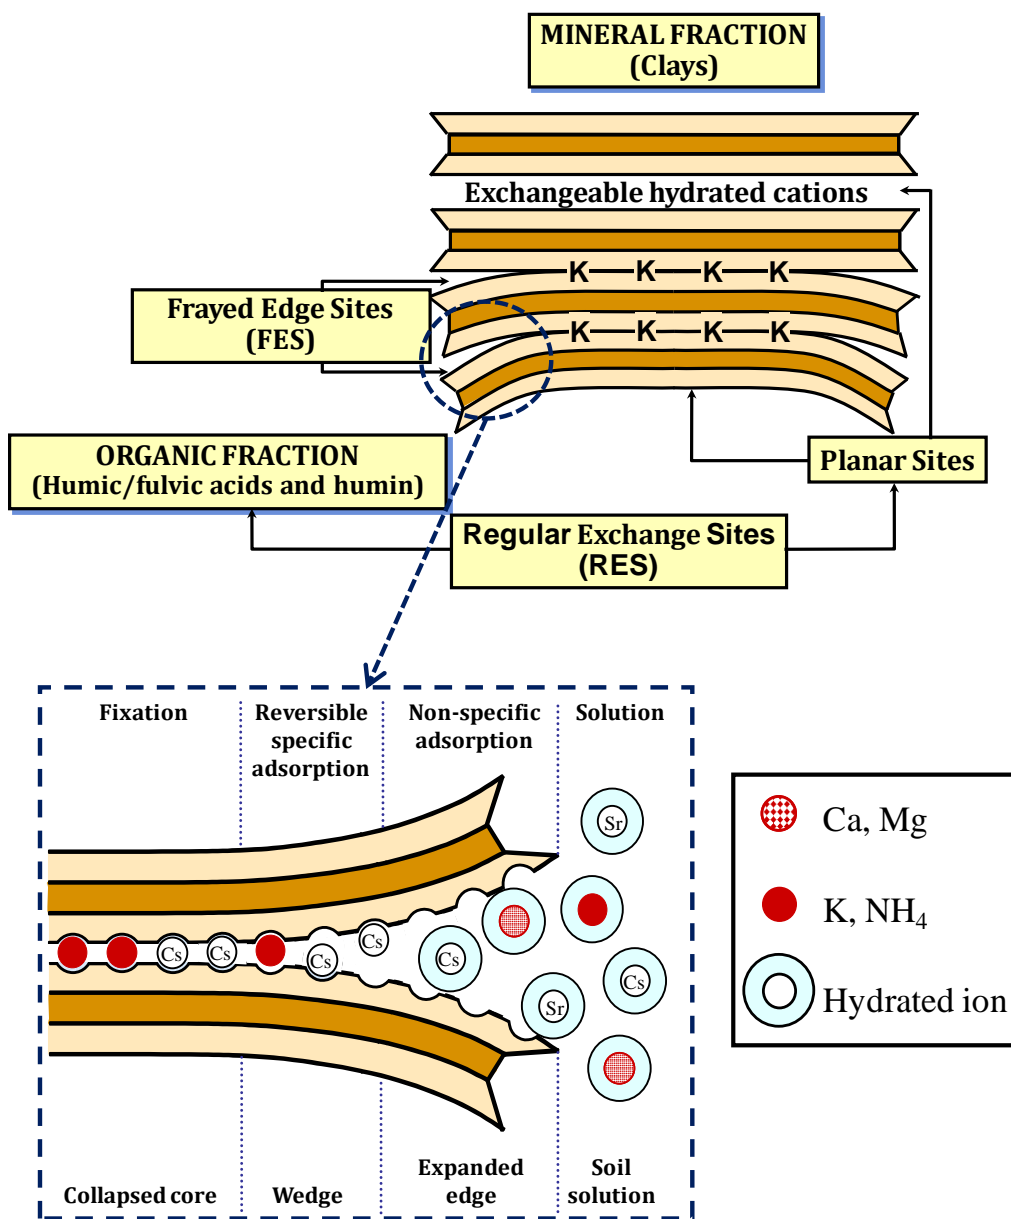 MINERAL FRACTION
(Clays)
Exchangeable hydrated cations
K K K K
Frayed Edge Sites
(FES)
K K K K
ORGANIC FRACTION
(Humic/fulvic acids and humin)
Planar Sites
Regular Exchange Sites
(RES)
Fixation
Reversible
specific
adsorption
Non-specific
adsorption
Solution
Sr
Cs
Cs
Cs
Cs
Cs
Cs
Sr
Collapsed core
Wedge
Expanded
edge
Soil
solution
Ca, Mg
K, NH4
Hydrated ion